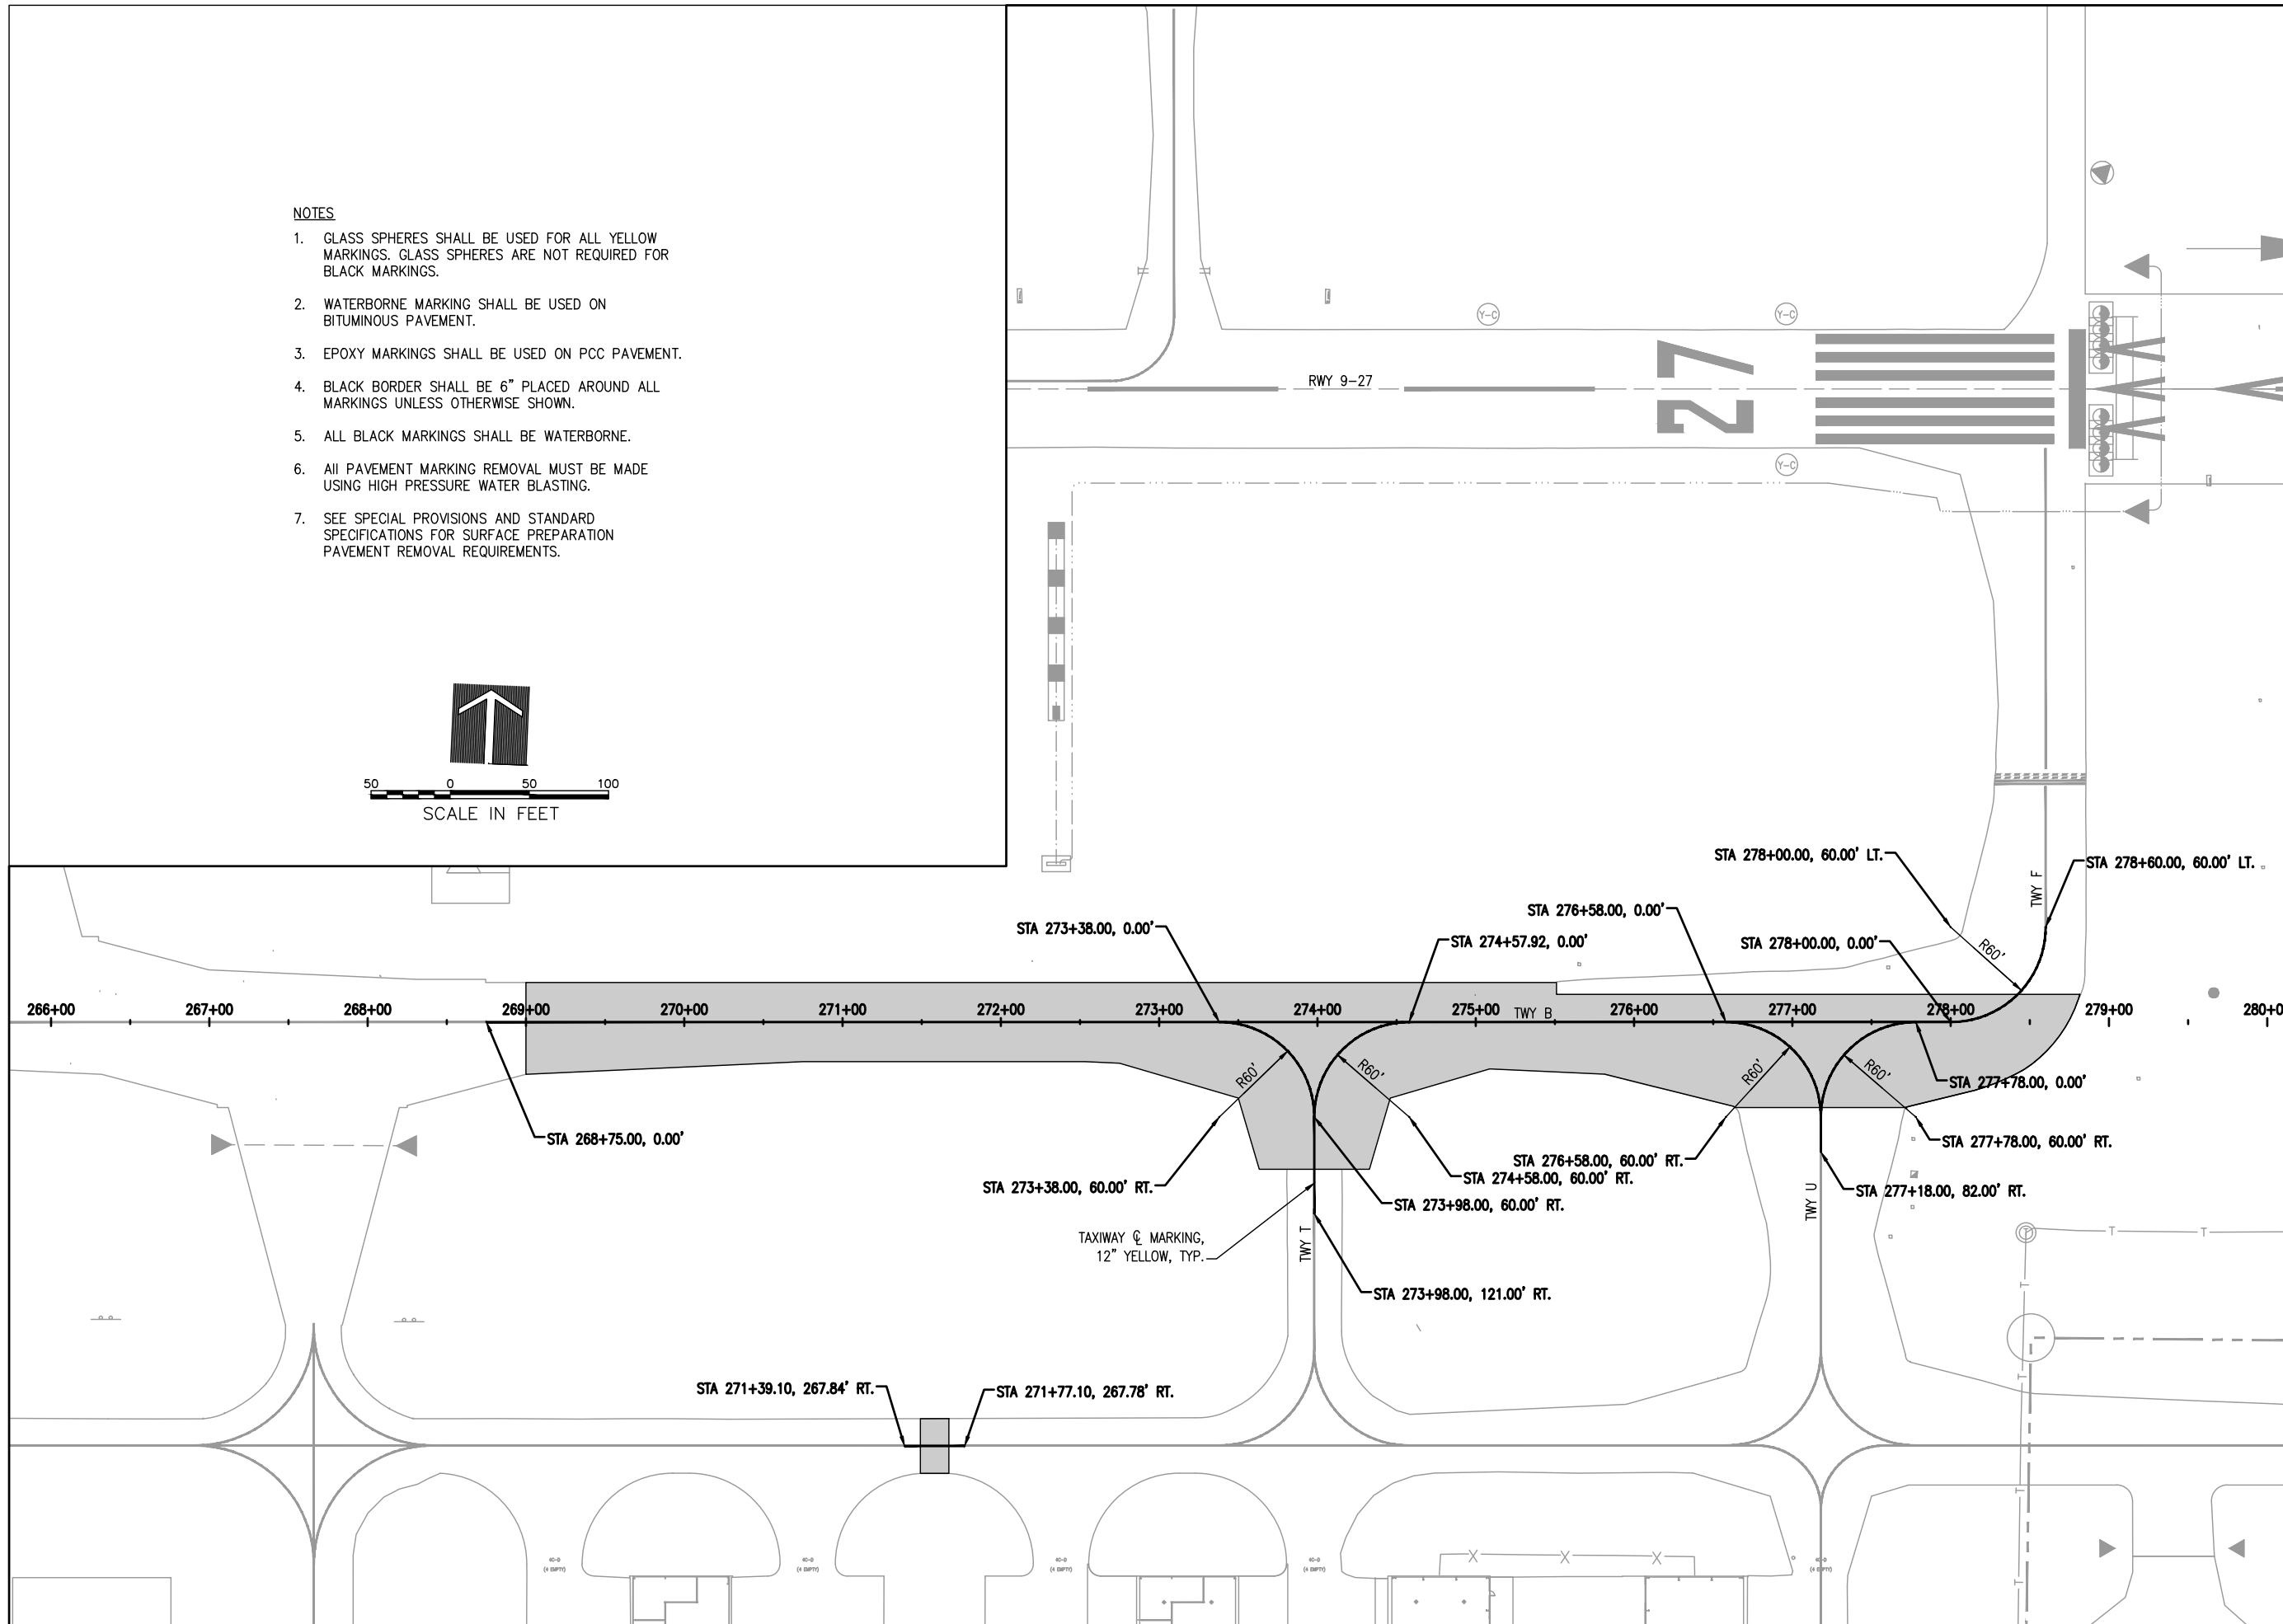 NOTES
1. GLASS SPHERES SHALL BE USED FOR ALL YELLOW
MARKINGS. GLASS SPHERES ARE NOT REQUIRED FOR
BLACK MARKINGS.
2. WATERBORNE MARKING SHALL BE USED ON
BITUMINOUS PAVEMENT.
3. EPOXY MARKINGS SHALL BE USED ON PCC PAVEMENT.
4. BLACK BORDER SHALL BE 6" PLACED AROUND ALL
MARKINGS UNLESS OTHERWISE SHOWN.
5. ALL BLACK MARKINGS SHALL BE WATERBORNE.
6. All PAVEMENT MARKING REMOVAL MUST BE MADE
USING HIGH PRESSURE WATER BLASTING.
7. SEE SPECIAL PROVISIONS AND STANDARD
SPECIFICATIONS FOR SURFACE PREPARATION
PAVEMENT REMOVAL REQUIREMENTS.
50 0 50 100
SCALE IN FEET
Y-C
Y-C
RWY 9-27
27
Y-C
STA 278+00.00, 60.00' LT.
STA 278+60.00, 60.00' LT.
TWY F
STA 276+58.00, 0.00'
STA 273+38.00, 0.00'
STA 274+57.92, 0.00'
STA 278+00.00, 0.00'
R60'
266+00 267+00 268+00 269+00 270+00 271+00 272+00 273+00 274+00 275+00 276+00 277+00 278+00 279+00
TWY B
R60'
R60'
R60'
R60'
STA 277+78.00, 0.00'
STA 268+75.00, 0.00'
STA 277+78.00, 60.00' RT.
STA 276+58.00, 60.00' RT.
STA 274+58.00, 60.00' RT.
STA 273+38.00, 60.00' RT.
STA 277+18.00, 82.00' RT.
STA 273+98.00, 60.00' RT.
TWY U
TWY T
TAXIWAY ℄ MARKING,
12" YELLOW, TYP.
STA 273+98.00, 121.00' RT.
T T
T
T
T
T
T
STA 271+39.10, 267.84' RT.
STA 271+77.10, 267.78' RT.
(4 EMPTY)
(4 EMPTY)
(4 EMPTY)
(4 EMPTY)
(4 EMPTY)